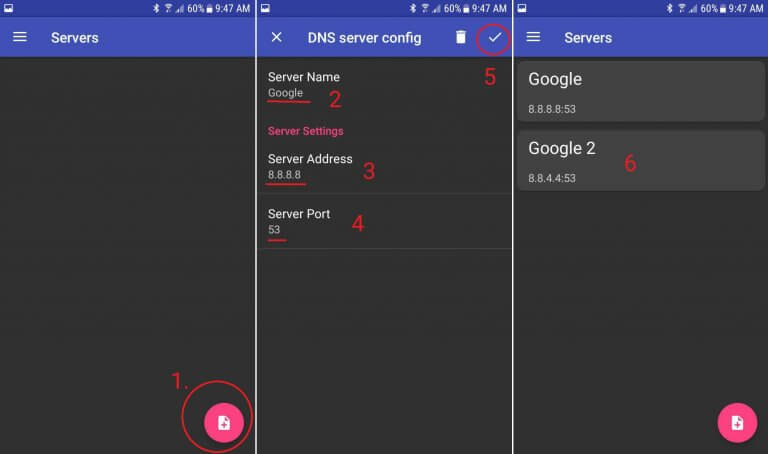 60% 9:47 AM
Servers
1.
60% 9:47 AM
DNS server config
5
Server Name
Google
2
Server Settings
Server Address
8.8.8.8
3
Server Port
53
4
60% 9:47 AM
Servers
Google
8.8.8.8:53
Google 2
8.8.4.4:53
6